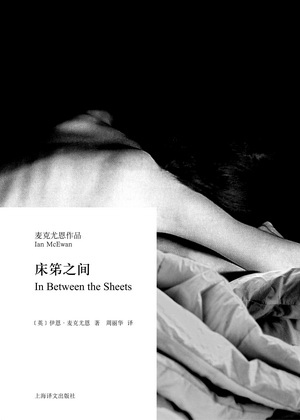 麦克尤恩作品
Ian McEwan
床笫之间
In Between the Sheets
（英）伊恩·麦克尤恩 著 周丽华 译
上海译文出版社